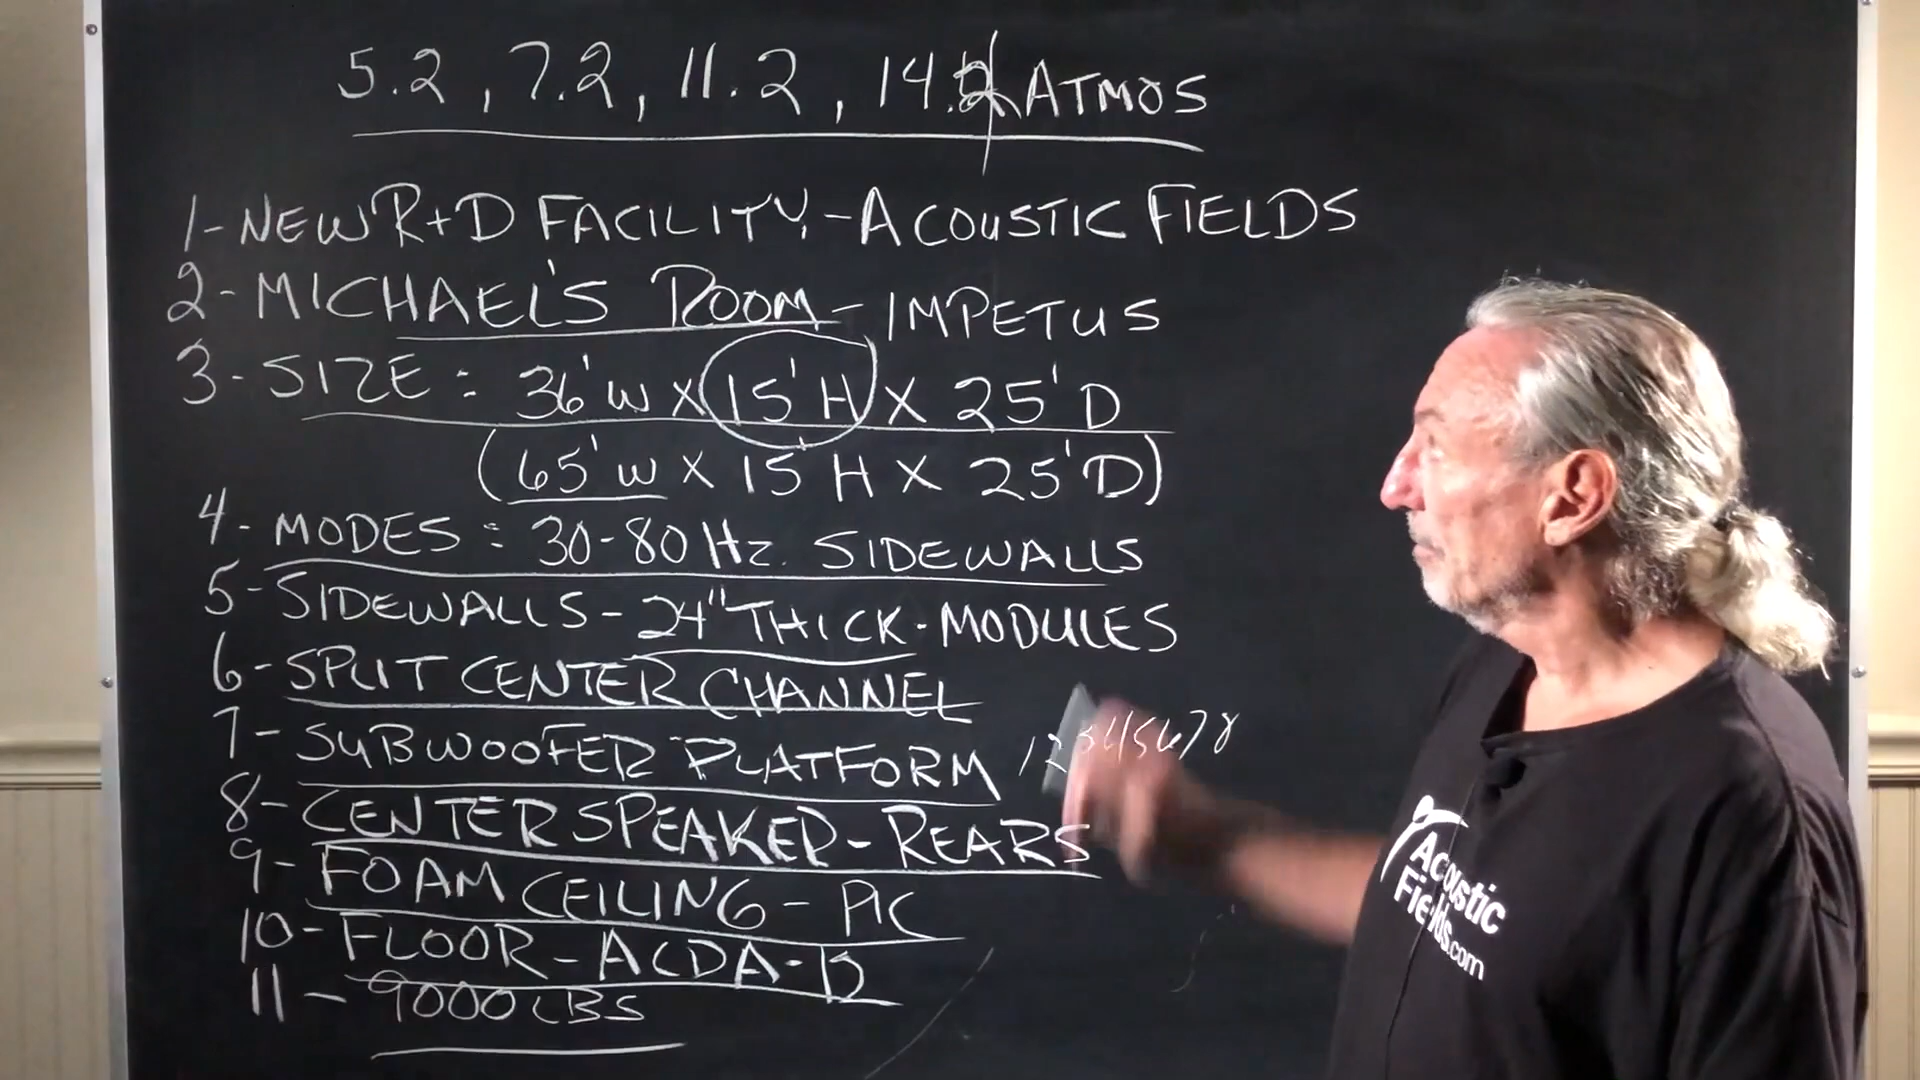 5.2, 7.2, 11.2, 14. ATMOS
1-NEW R+D FACILITY-ACOUSTIC FIELDS
2-MICHAEL'S ROOM-IMPETUS
3-SIZE: 36'W X 15'H X 25'D
(65'W X 15'H X 25'D)
4-MODES: 30-80Hz. SIDEWALLS
5-SIDEWALLS-24" THICK-MODULES
6-SPLIT CENTER CHANNEL
7-SUBWOOFER PLATFORM 12345678
8-CENTER SPEAKER-REARS
9-FOAM CEILING-PIC
10-FLOOR-ACDA-12
11-9000 LBS
Acoustic
Fields.com